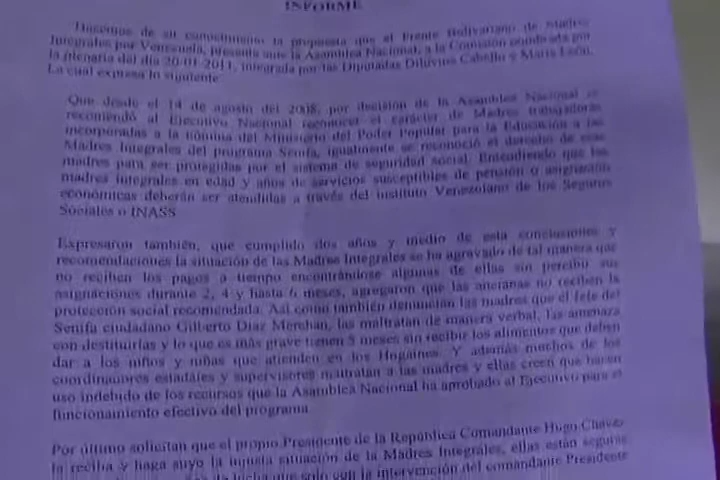 INFORME
Hacemos de su conocimiento la propuesta que el Frente Bolivariano de Madres
Integrales por Venezuela, presenta ante la Asamblea Nacional, a la Comisión nombrada por
la plenaria del día 20-01-2011, integrada por las Diputadas Diluvina Cabello y María León,
La cual expresa lo siguiente
Que desde el 14 de agosto del 2008, por decisión de la Asamblea Nacional se
recomendó al Ejecutivo Nacional reconocer el carácter de Madres trabajadoras
incorporadas a la nómina del Ministerio del Poder Popular para la Educación a las
Madres Integrales del programa Senifa, igualmente se reconoció el derecho de esas
madres para ser protegidas por el sistema de seguridad social. Entendiendo que las
madres integrales en edad y años de servicios susceptibles de pensión o asignación
económicas deberán ser atendidas a través del instituto Venezolano de los Seguros
Sociales o INASS
Expresaron también, que cumplido dos años y medio de esta conclusiones y
recomendaciones la situación de las Madres Integrales se ha agravado de tal manera que
no reciben los pagos a tiempo encontrándose algunas de ellas sin percibir sus
asignaciones durante 2, 4 y hasta 6 meses, agregaron que las ancianas no reciben la
protección social recomendada. Así como también denuncian las madres que el Jefe del
Senifa ciudadano Gilberto Díaz Merchán, las maltratan de manera verbal, las amenaza
con destituirlas y lo que es más grave tienen 5 meses sin recibir los alimentos que deben
dar a los niños y niñas que atienden en los Hogaines. Y además muchos de los
coordinadores estadales y supervisores maltratan a las madres y ellas creen que hacen
uso indebido de los recursos que la Asamblea Nacional ha aprobado al Ejecutivo para el
funcionamiento efectivo del programa
Por último solicitan que el propio Presidente de la República Comandante Hugo Chávez
la reciba y haga suyo la injusta situación de la Madres Integrales, ellas están seguras
lucha que solo con la intervención del comandante Presidente